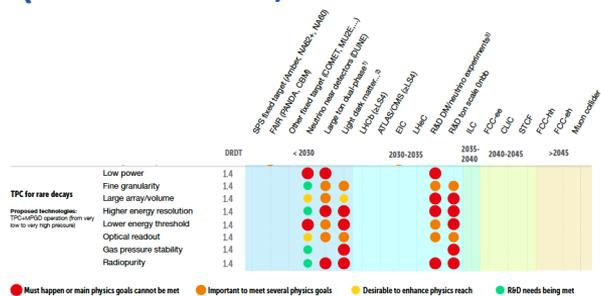 SPS fixed target (Amber, NA62+, NA60)
FAIR (PANDA, CBM)
Other fixed target (COMET, MU2E,...)
Neutrino near detectors (DUNE)
Large ton dual-phase¹⁾
Light dark matter...²⁾
LHCb (≥LS4)
ATLAS/CMS (≥LS4)
EIC
LHeC
R&D DM/neutrino experiments³⁾
R&D ton scale 0nbb
ILC
FCC-ee
CLIC
STCF
FCC-hh
FCC-eh
Muon collider
DRDT
< 2030
2030-2035
2035-
2040
2040-2045
>2045
Low power 1.4
Fine granularity 1.4
Large array/volume 1.4
Higher energy resolution 1.4
Lower energy threshold 1.4
Optical readout 1.4
Gas pressure stability 1.4
Radiopurity 1.4
TPC for rare decays
Proposed technologies:
TPC+MPGD operation (from very
low to very high pressure)
Must happen or main physics goals cannot be met
Important to meet several physics goals
Desirable to enhance physics reach
R&D needs being met